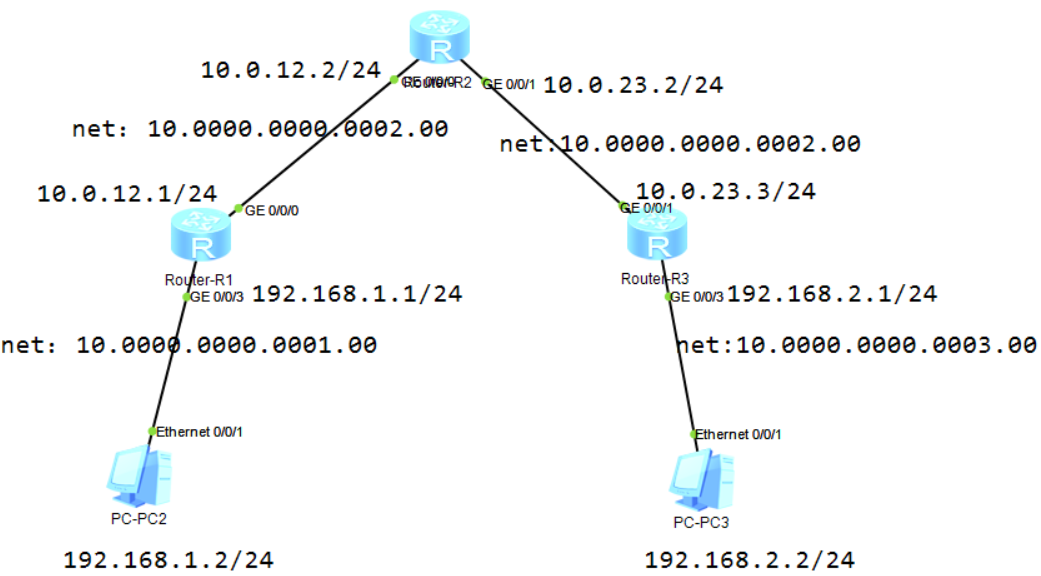 R
10.0.12.2/24
GE 0/0/0
Router-R2
GE 0/0/1
10.0.23.2/24
net: 10.0000.0000.0002.00
net:10.0000.0000.0002.00
10.0.12.1/24
GE 0/0/0
10.0.23.3/24
GE 0/0/1
R
R
Router-R1
Router-R3
GE 0/0/3
192.168.1.1/24
GE 0/0/3
192.168.2.1/24
net: 10.0000.0000.0001.00
net:10.0000.0000.0003.00
Ethernet 0/0/1
Ethernet 0/0/1
PC-PC2
PC-PC3
192.168.1.2/24
192.168.2.2/24